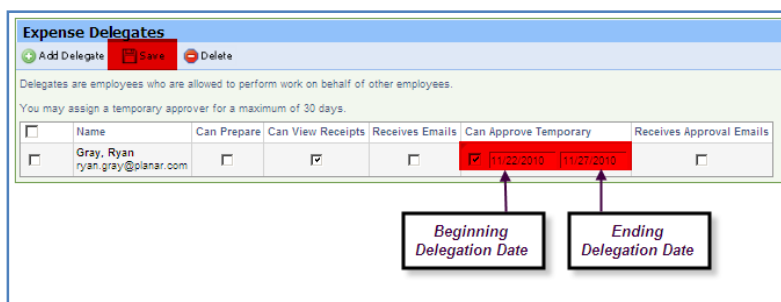 Expense Delegates
Add Delegate Save Delete
Delegates are employees who are allowed to perform work on behalf of other employees.
You may assign a temporary approver for a maximum of 30 days.
Name Can Prepare Can View Receipts Receives Emails Can Approve Temporary Receives Approval Emails
Gray, Ryan
ryan.gray@planar.com
11/22/2010 11/27/2010
Beginning
Delegation Date
Ending
Delegation Date